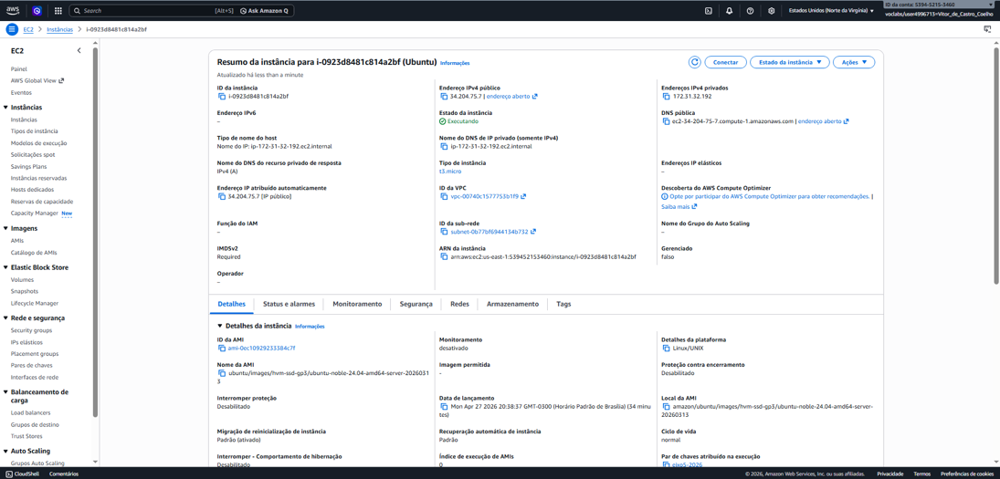 aws
Search
[Alt+S]
Ask Amazon Q
Estados Unidos (Norte da Virgínia)
ID da conta: 5394-5215-3460
voclabs/user4996713=Vitor_de_Castro_Coelho
EC2 > Instâncias > i-0923d8481c814a2bf
EC2
Painel
AWS Global View
Eventos
Instâncias
Instâncias
Tipos de instância
Modelos de execução
Solicitações spot
Savings Plans
Instâncias reservadas
Hosts dedicados
Reservas de capacidade
Capacity Manager New
Imagens
AMIs
Catálogo de AMIs
Elastic Block Store
Volumes
Snapshots
Lifecycle Manager
Rede e segurança
Security groups
IPs elásticos
Placement groups
Pares de chaves
Interfaces de rede
Balanceamento de
carga
Load balancers
Grupos de destino
Trust Stores
Auto Scaling
Grupos Auto Scaling
Resumo da instância para i-0923d8481c814a2bf (Ubuntu) Informações
Atualizado há less than a minute
Conectar
Estado da instância
Ações
ID da instância
i-0923d8481c814a2bf
Endereço IPv4 público
34.204.75.7 | endereço aberto
Endereços IPv4 privados
172.31.32.192
Endereço IPv6
–
Estado da instância
Executando
DNS pública
ec2-34-204-75-7.compute-1.amazonaws.com | endereço aberto
Tipo de nome do host
Nome do IP: ip-172-31-32-192.ec2.internal
Nome do DNS de IP privado (somente IPv4)
ip-172-31-32-192.ec2.internal
Nome do DNS do recurso privado de resposta
IPv4 (A)
Tipo de instância
t3.micro
Endereços IP elásticos
–
Endereço IP atribuído automaticamente
34.204.75.7 [IP público]
ID da VPC
vpc-00740c1577753b1f9
Descoberta do AWS Compute Optimizer
Opte por participar do AWS Compute Optimizer para obter recomendações. |
Saiba mais
Função do IAM
–
ID da sub-rede
subnet-0b77bf6944134b732
Nome do Grupo do Auto Scaling
–
IMDSv2
Required
ARN da instância
arn:aws:ec2:us-east-1:539452153460:instance/i-0923d8481c814a2bf
Gerenciado
falso
Operador
–
Detalhes
Status e alarmes
Monitoramento
Segurança
Redes
Armazenamento
Tags
Detalhes da instância Informações
ID da AMI
ami-0ec10929233384c7f
Monitoramento
desativado
Detalhes da plataforma
Linux/UNIX
Nome da AMI
ubuntu/images/hvm-ssd-gp3/ubuntu-noble-24.04-amd64-server-2026031
3
Imagem permitida
-
Proteção contra encerramento
Desabilitado
Interromper proteção
Desabilitado
Data de lançamento
Mon Apr 27 2026 20:38:37 GMT-0300 (Horário Padrão de Brasília) (34 minu
tes)
Local da AMI
amazon/ubuntu/images/hvm-ssd-gp3/ubuntu-noble-24.04-amd64-server-
20260313
Migração de reinicialização de instância
Padrão (ativado)
Recuperação automática de instância
Padrão
Ciclo de vida
normal
Interromper - Comportamento de hibernação
Desabilitado
Índice de execução de AMIs
0
Par de chaves atribuído na execução
eixo5-2026
CloudShell
Comentários
© 2026, Amazon Web Services, Inc. ou suas afiliadas.
Privacidade
Termos
Preferências de cookies